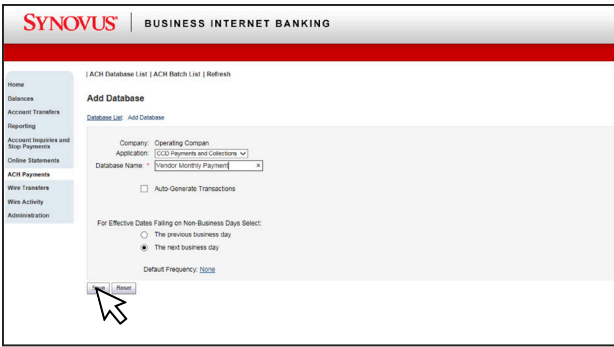 SYNOVUS® | BUSINESS INTERNET BANKING
| ACH Database List | ACH Batch List | Refresh
Home
Balances
Account Transfers
Reporting
Account Inquiries and
Stop Payments
Online Statements
ACH Payments
Wire Transfers
Wire Activity
Administration
Add Database
Database List: Add Database
Company: Operating Compan
Application: CCD Payments and Collections
Database Name: * Vendor Monthly Payment x
Auto-Generate Transactions
For Effective Dates Falling on Non-Business Days Select:
The previous business day
The next business day
Default Frequency: None
Save Reset